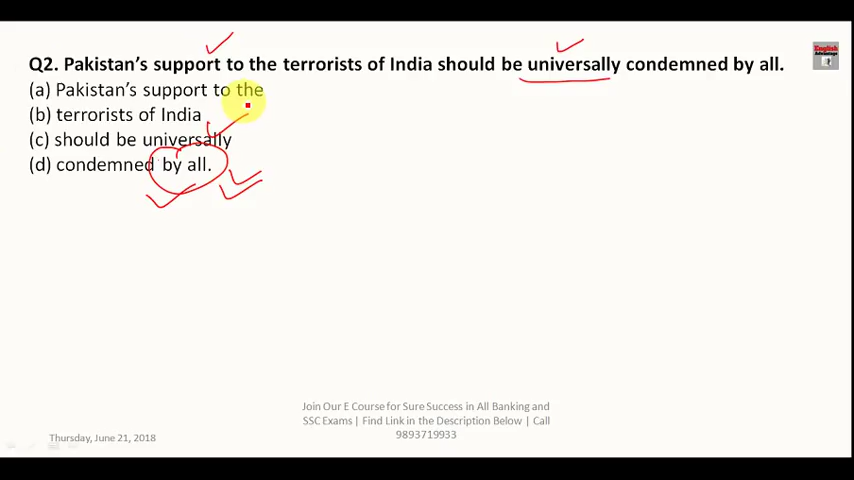 Q2. Pakistan's support to the terrorists of India should be universally condemned by all.
(a) Pakistan's support to the
(b) terrorists of India
(c) should be universally
(d) condemned by all.
English
Advantage
Join Our E Course for Sure Success in All Banking and
SSC Exams | Find Link in the Description Below | Call
9893719933
Thursday, June 21, 2018